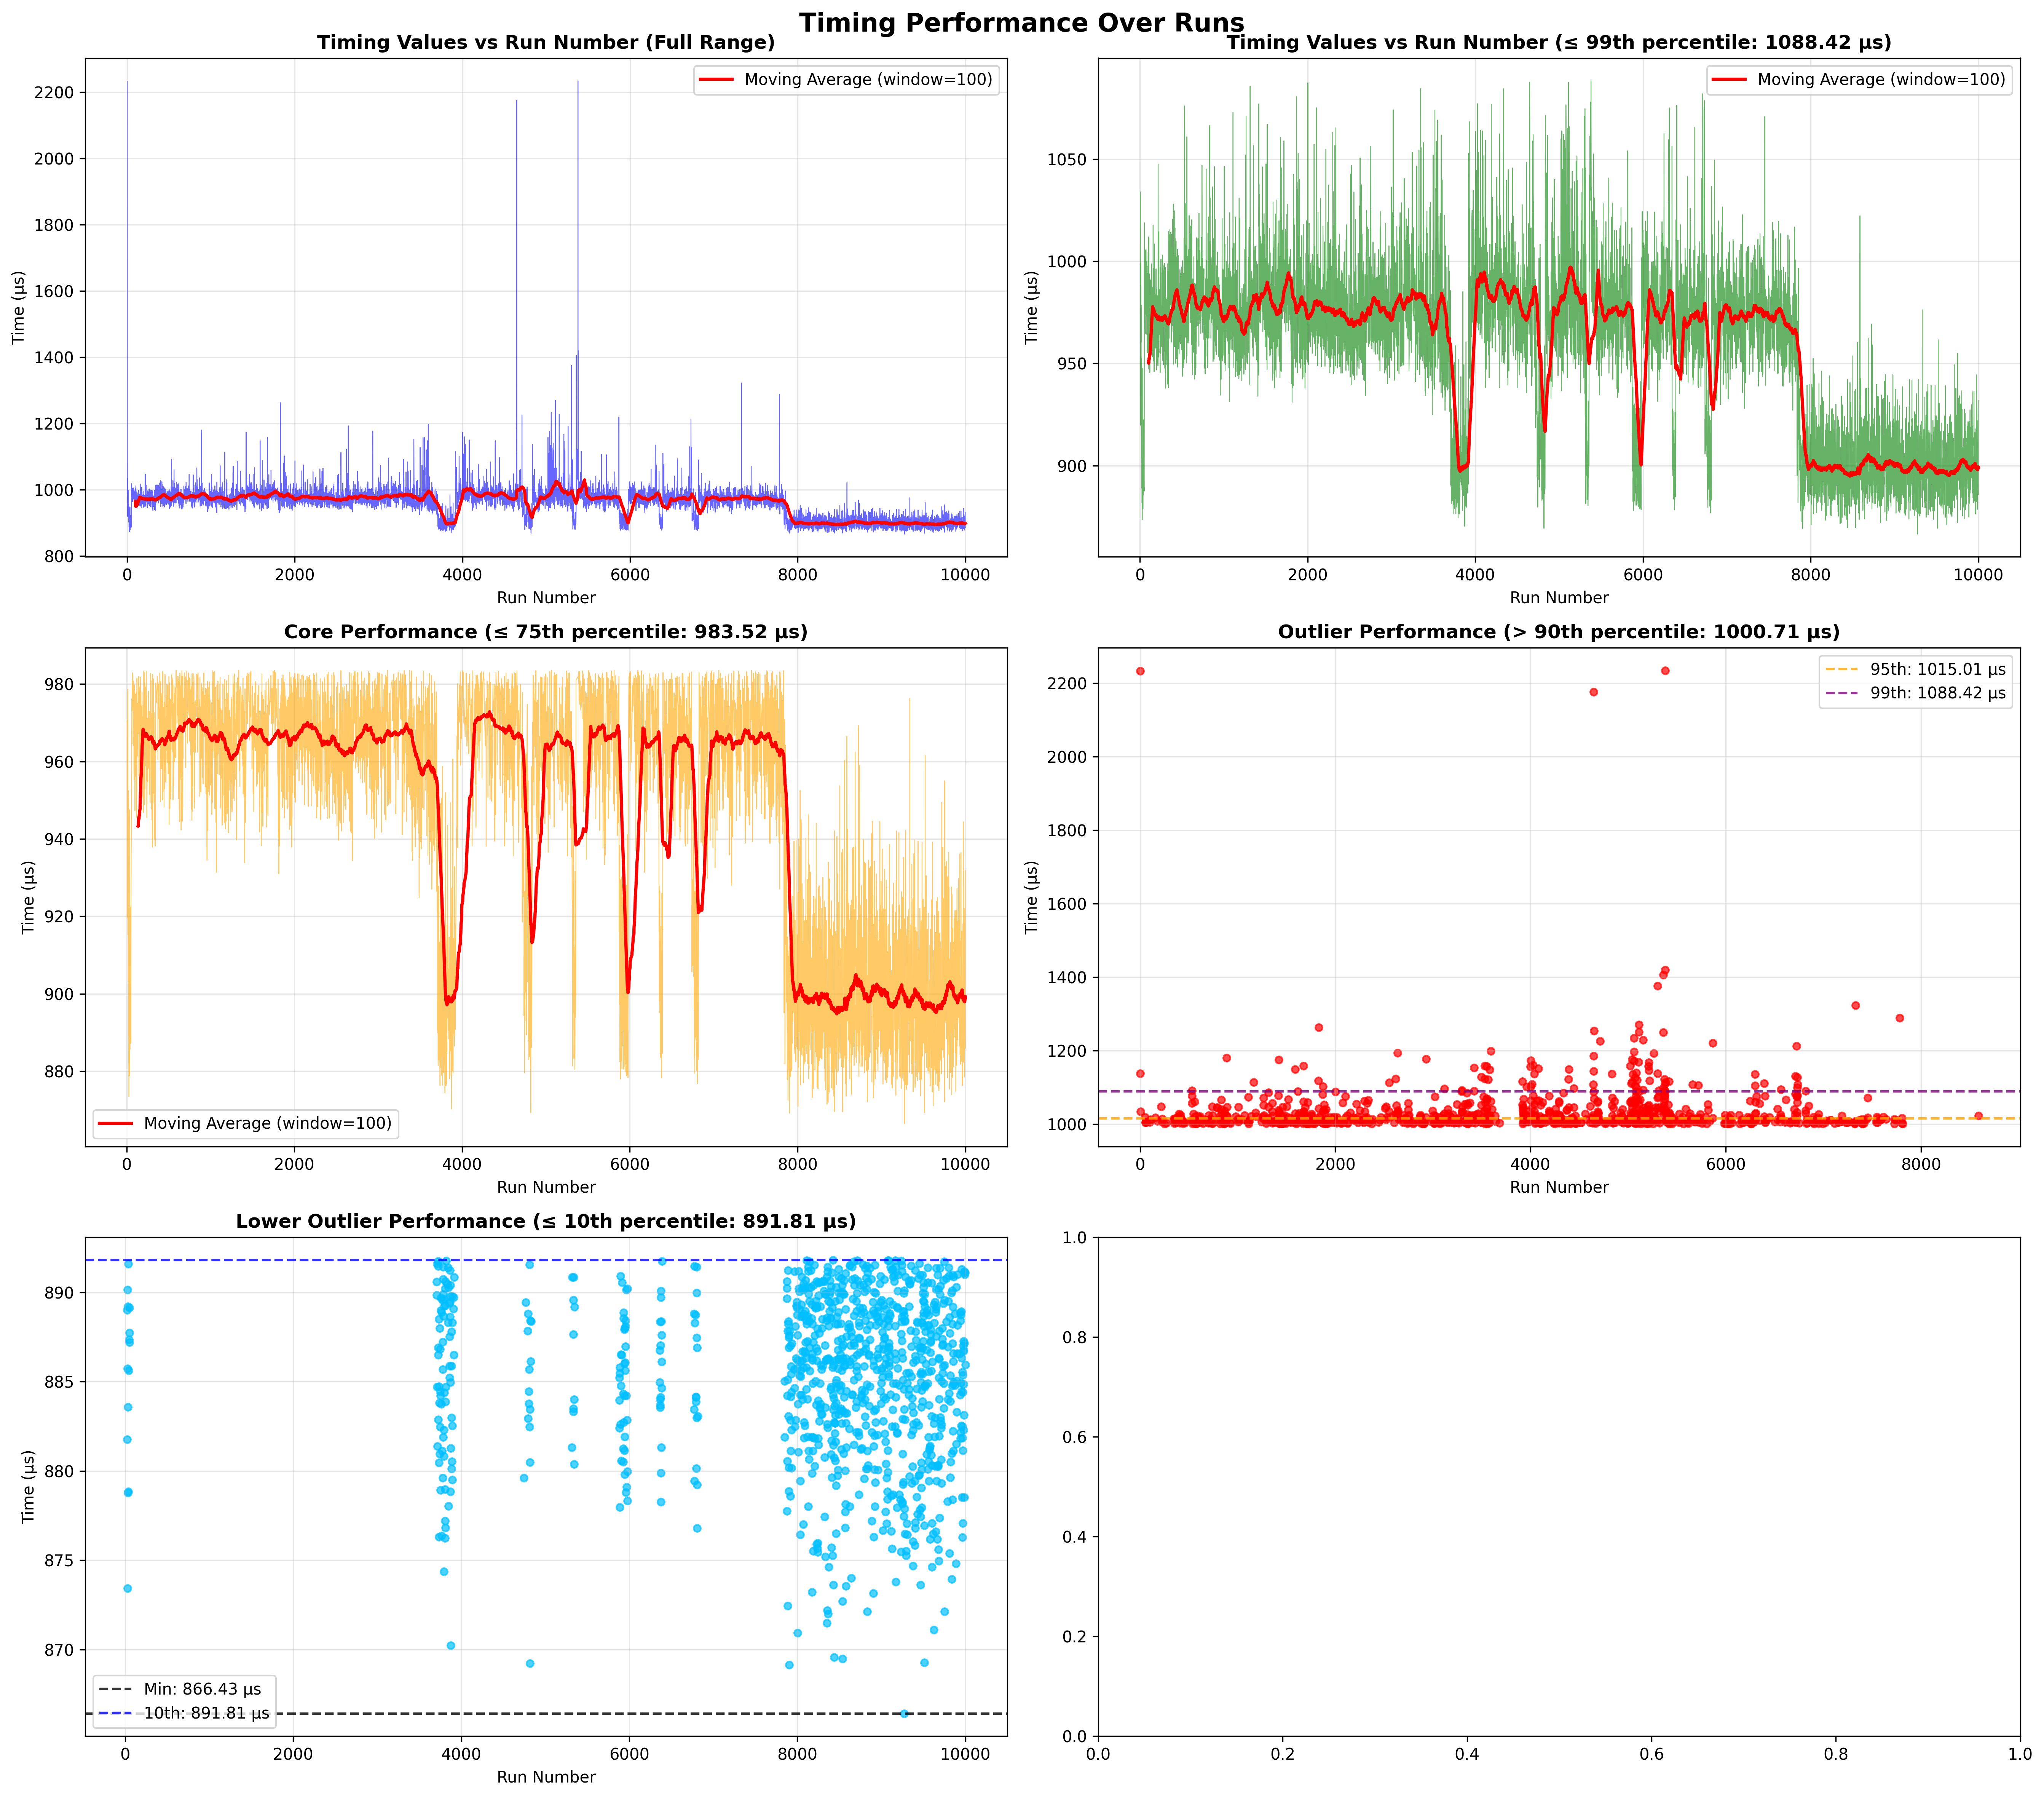 Timing Performance Over Runs
Timing Values vs Run Number (Full Range)
2200
2000
1800
1600
1400
1200
1000
800
Time (µs)
Moving Average (window=100)
0 2000 4000 6000 8000 10000
Run Number
Timing Values vs Run Number (≤ 99th percentile: 1088.42 µs)
1050
1000
950
900
Time (µs)
Moving Average (window=100)
0 2000 4000 6000 8000 10000
Run Number
Core Performance (≤ 75th percentile: 983.52 µs)
980
960
940
920
900
880
Time (µs)
Moving Average (window=100)
0 2000 4000 6000 8000 10000
Run Number
Outlier Performance (> 90th percentile: 1000.71 µs)
2200
2000
1800
1600
1400
1200
1000
Time (µs)
95th: 1015.01 µs
99th: 1088.42 µs
0 2000 4000 6000 8000
Run Number
Lower Outlier Performance (≤ 10th percentile: 891.81 µs)
890
885
880
875
870
Time (µs)
Min: 866.43 µs
10th: 891.81 µs
0 2000 4000 6000 8000 10000
Run Number
1.0
0.8
0.6
0.4
0.2
0.0
0.0 0.2 0.4 0.6 0.8 1.0